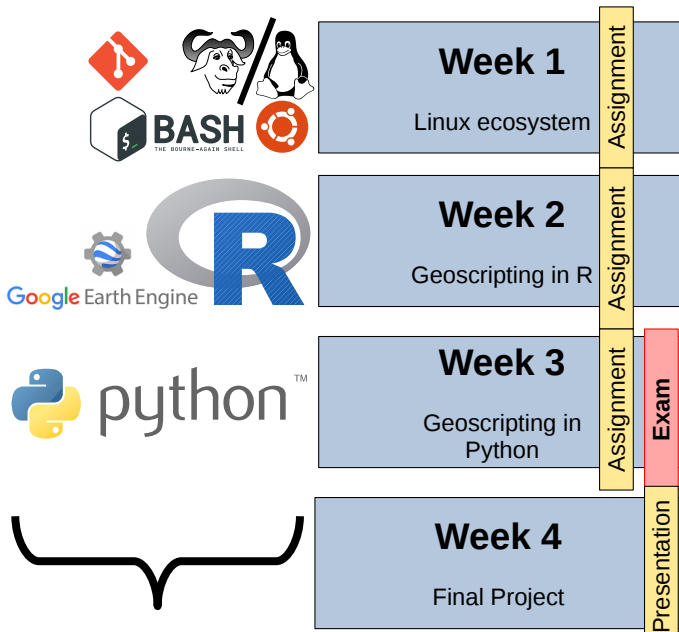 Week 1
Linux ecosystem
Assignment
$_
BASH
THE BOURNE-AGAIN SHELL
Week 2
Geoscripting in R
Assignment
R
Google Earth Engine
Week 3
Geoscripting in
Python
Assignment
Exam
python™
Week 4
Final Project
Presentation